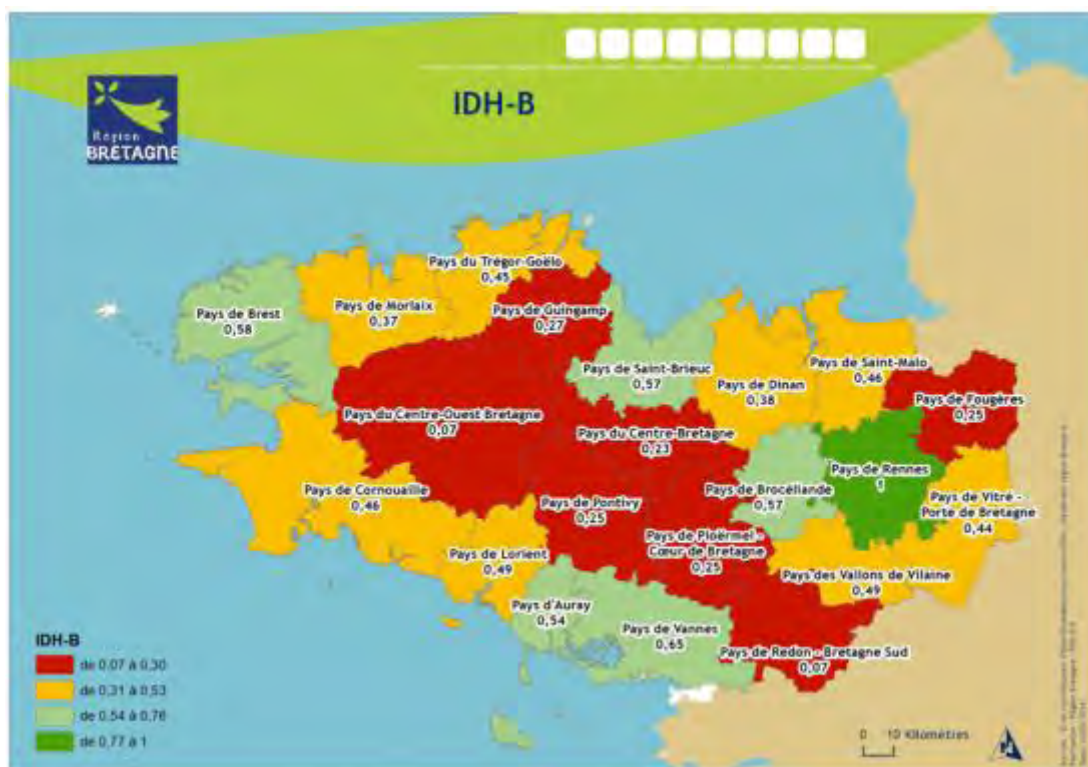 IDH-B
Région
BRETAGNE
Pays du Trégor-Goëlo
0,45
Pays de Morlaix
0,37
Pays de Brest
0,58
Pays de Guingamp
0,27
Pays de Saint-Brieuc
0,57
Pays de Dinan
0,38
Pays de Saint-Malo
0,46
Pays de Fougères
0,25
Pays du Centre-Ouest Bretagne
0,07
Pays du Centre-Bretagne
0,23
Pays de Brocéliande
0,57
Pays de Rennes
1
Pays de Vitré -
Porte de Bretagne
0,44
Pays de Cornouaille
0,46
Pays de Pontivy
0,25
Pays de Ploërmel -
Cœur de Bretagne
0,25
Pays de Lorient
0,49
Pays des Vallons de Vilaine
0,49
Pays d'Auray
0,54
Pays de Vannes
0,65
Pays de Redon - Bretagne Sud
0,07
IDH-B
de 0,07 à 0,30
de 0,31 à 0,53
de 0,54 à 0,76
de 0,77 à 1
0 10 Kilomètres